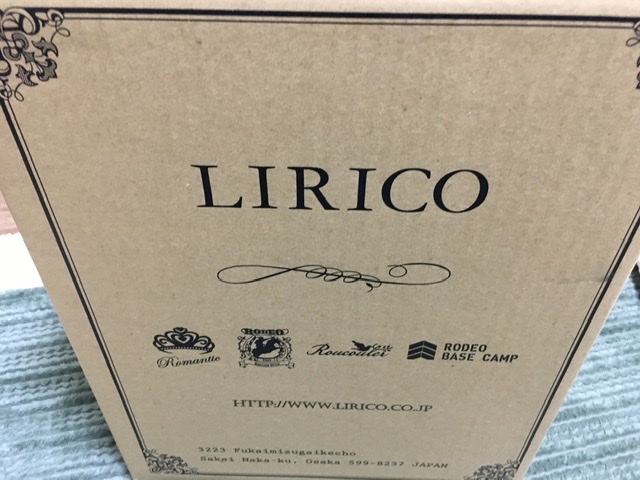 LIRICO
Romantic
RODEO
Roucouler
RODEO
BASE CAMP
HTTP://WWW.LIRICO.CO.JP
3223 Fukaimizugaikecho
Sakai Naka-ku, Osaka 599-8237 JAPAN